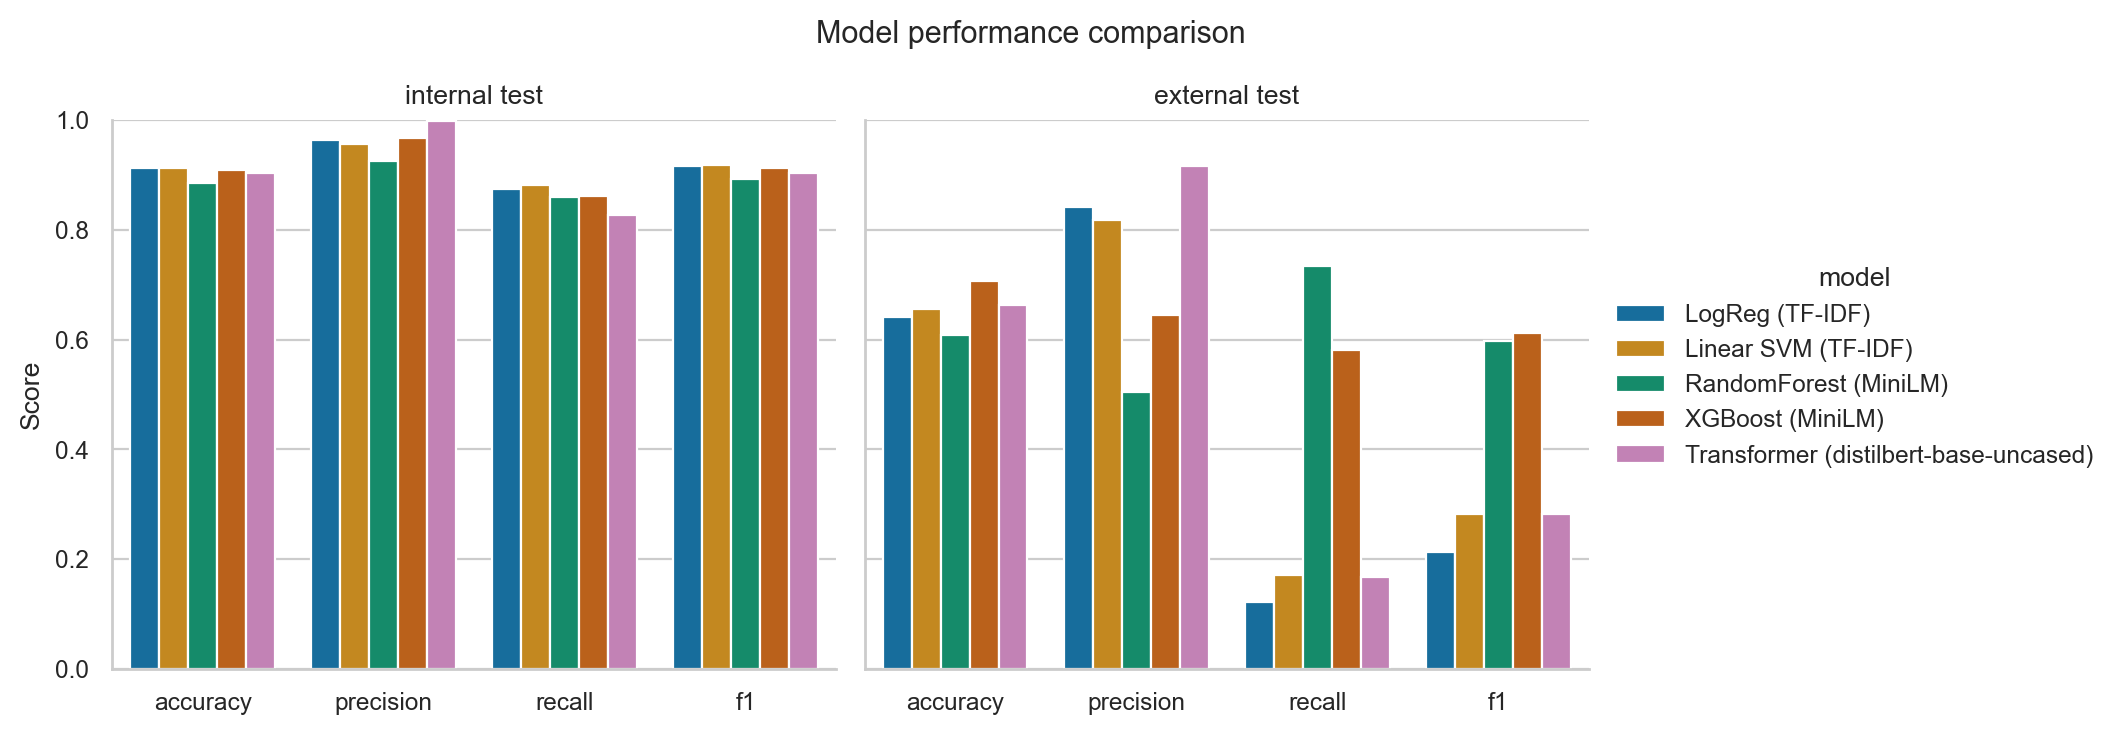 Model performance comparison
internal test
external test
1.0
0.8
0.6
0.4
0.2
0.0
Score
accuracy precision recall f1
accuracy precision recall f1
model
LogReg (TF-IDF)
Linear SVM (TF-IDF)
RandomForest (MiniLM)
XGBoost (MiniLM)
Transformer (distilbert-base-uncased)